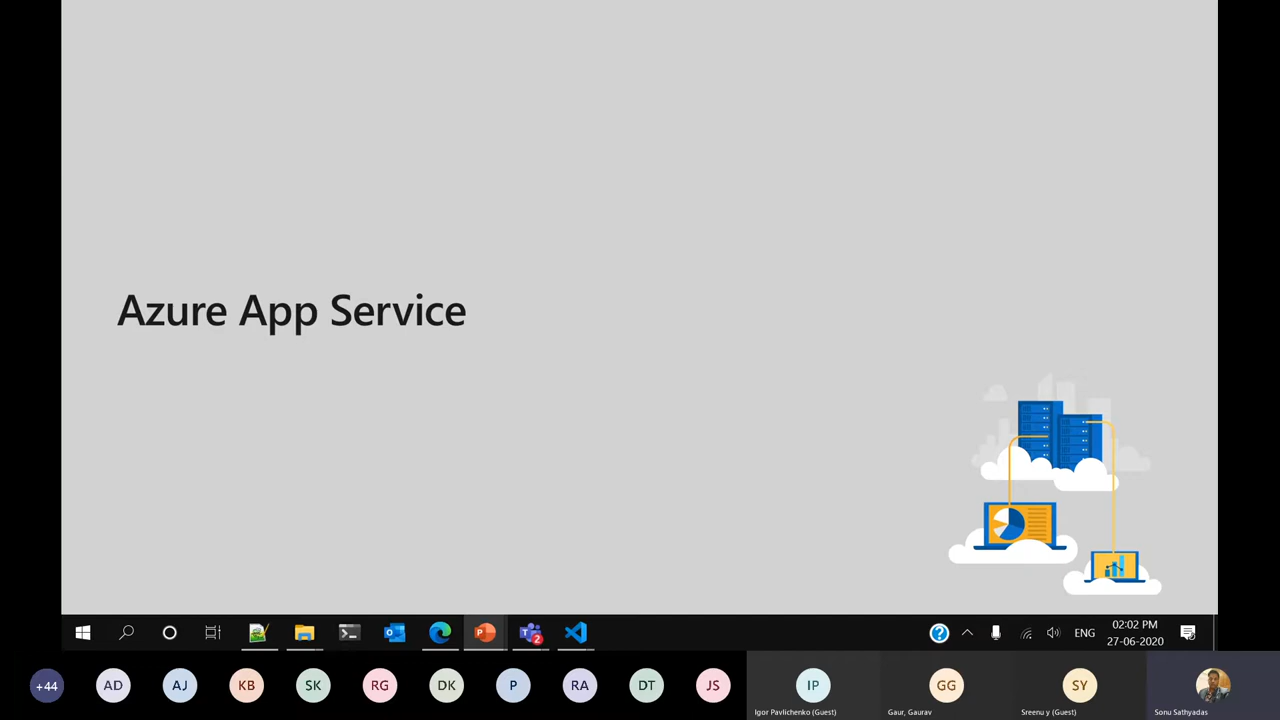 Azure App Service
2
ENG
02:02 PM
27-06-2020
+44
AD
AJ
KB
SK
RG
DK
P
RA
DT
JS
IP
Igor Pavlichenko (Guest)
GG
Gaur, Gaurav
SY
Sreenu y (Guest)
Sonu Sathyadas